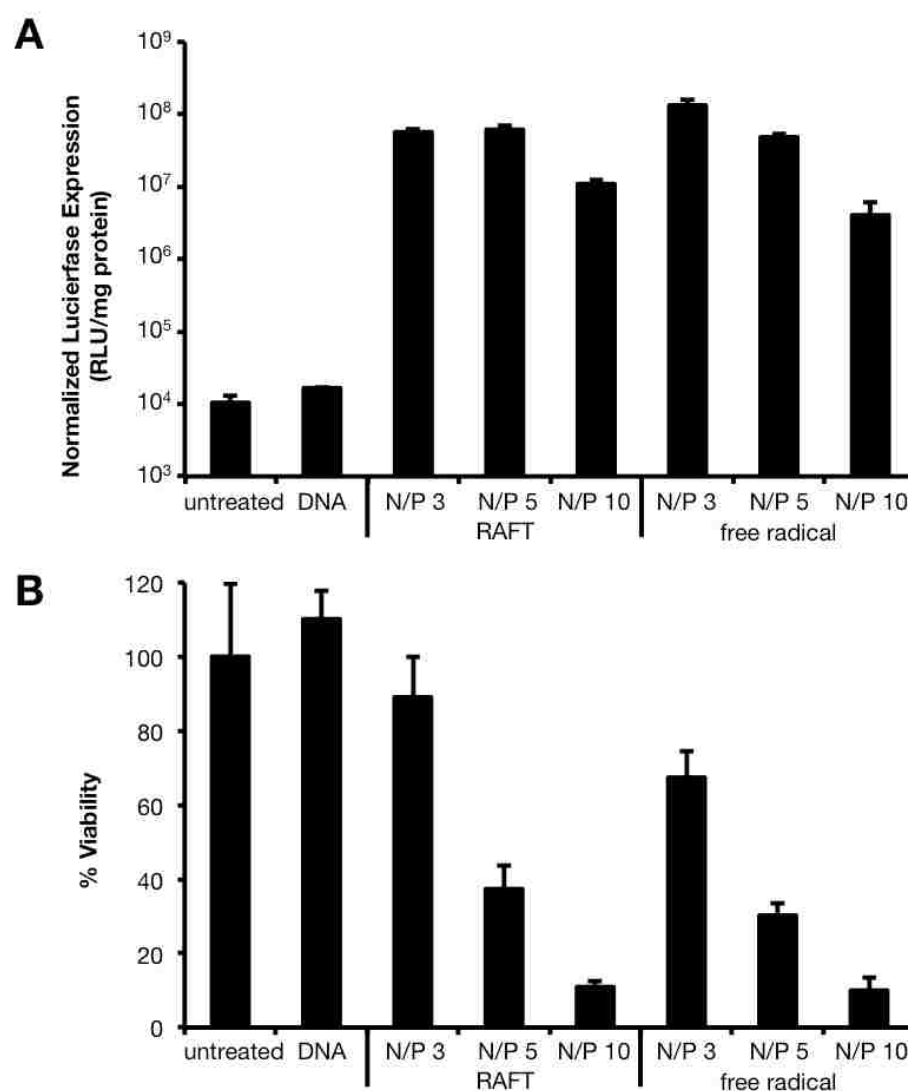 A
Normalized Lucierfase Expression
(RLU/mg protein)
10⁹
10⁸
10⁷
10⁶
10⁵
10⁴
10³
untreated DNA N/P 3 N/P 5 N/P 10 N/P 3 N/P 5 N/P 10
RAFT free radical
B
% Viability
120
100
80
60
40
20
0
untreated DNA N/P 3 N/P 5 N/P 10 N/P 3 N/P 5 N/P 10
RAFT free radical